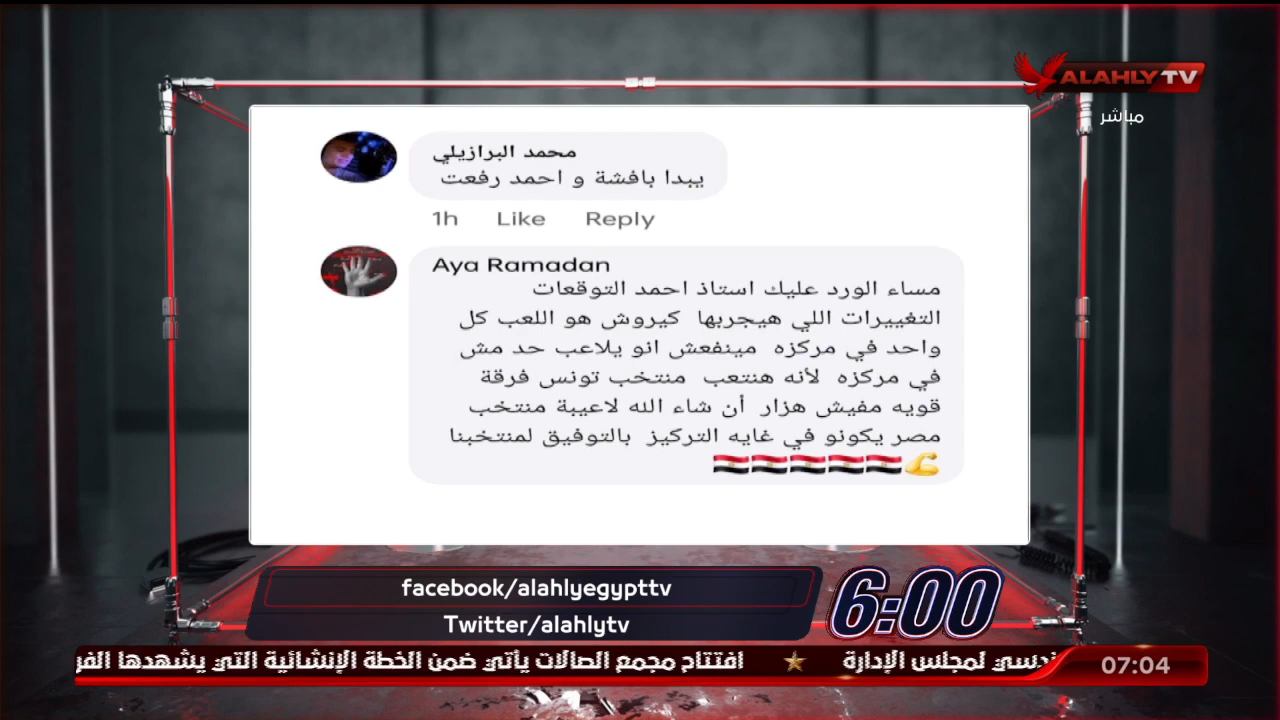 ALAHLY TV
مباشر
محمد البرازيلي
يبدا بافشة و احمد رفعت
1h Like Reply
Aya Ramadan
مساء الورد عليك استاذ احمد التوقعات
التغييرات اللي هيجربها كيروش هو اللعب كل
واحد في مركزه مينفعش انو يلاعب حد مش
في مركزه لأنه هنتعب منتخب تونس فرقة
قويه مفيش هزار أن شاء الله لاعيبة منتخب
مصر يكونو في غايه التركيز بالتوفيق لمنتخبنا
💪🇪🇬🇪🇬🇪🇬🇪🇬🇪🇬
facebook/alahlyegypttv
Twitter/alahlytv
6:00
لمجلس الإدارة ★ افتتاح مجمع الصالات يأتي ضمن الخطة الإنشائية التي يشهدها
07:04